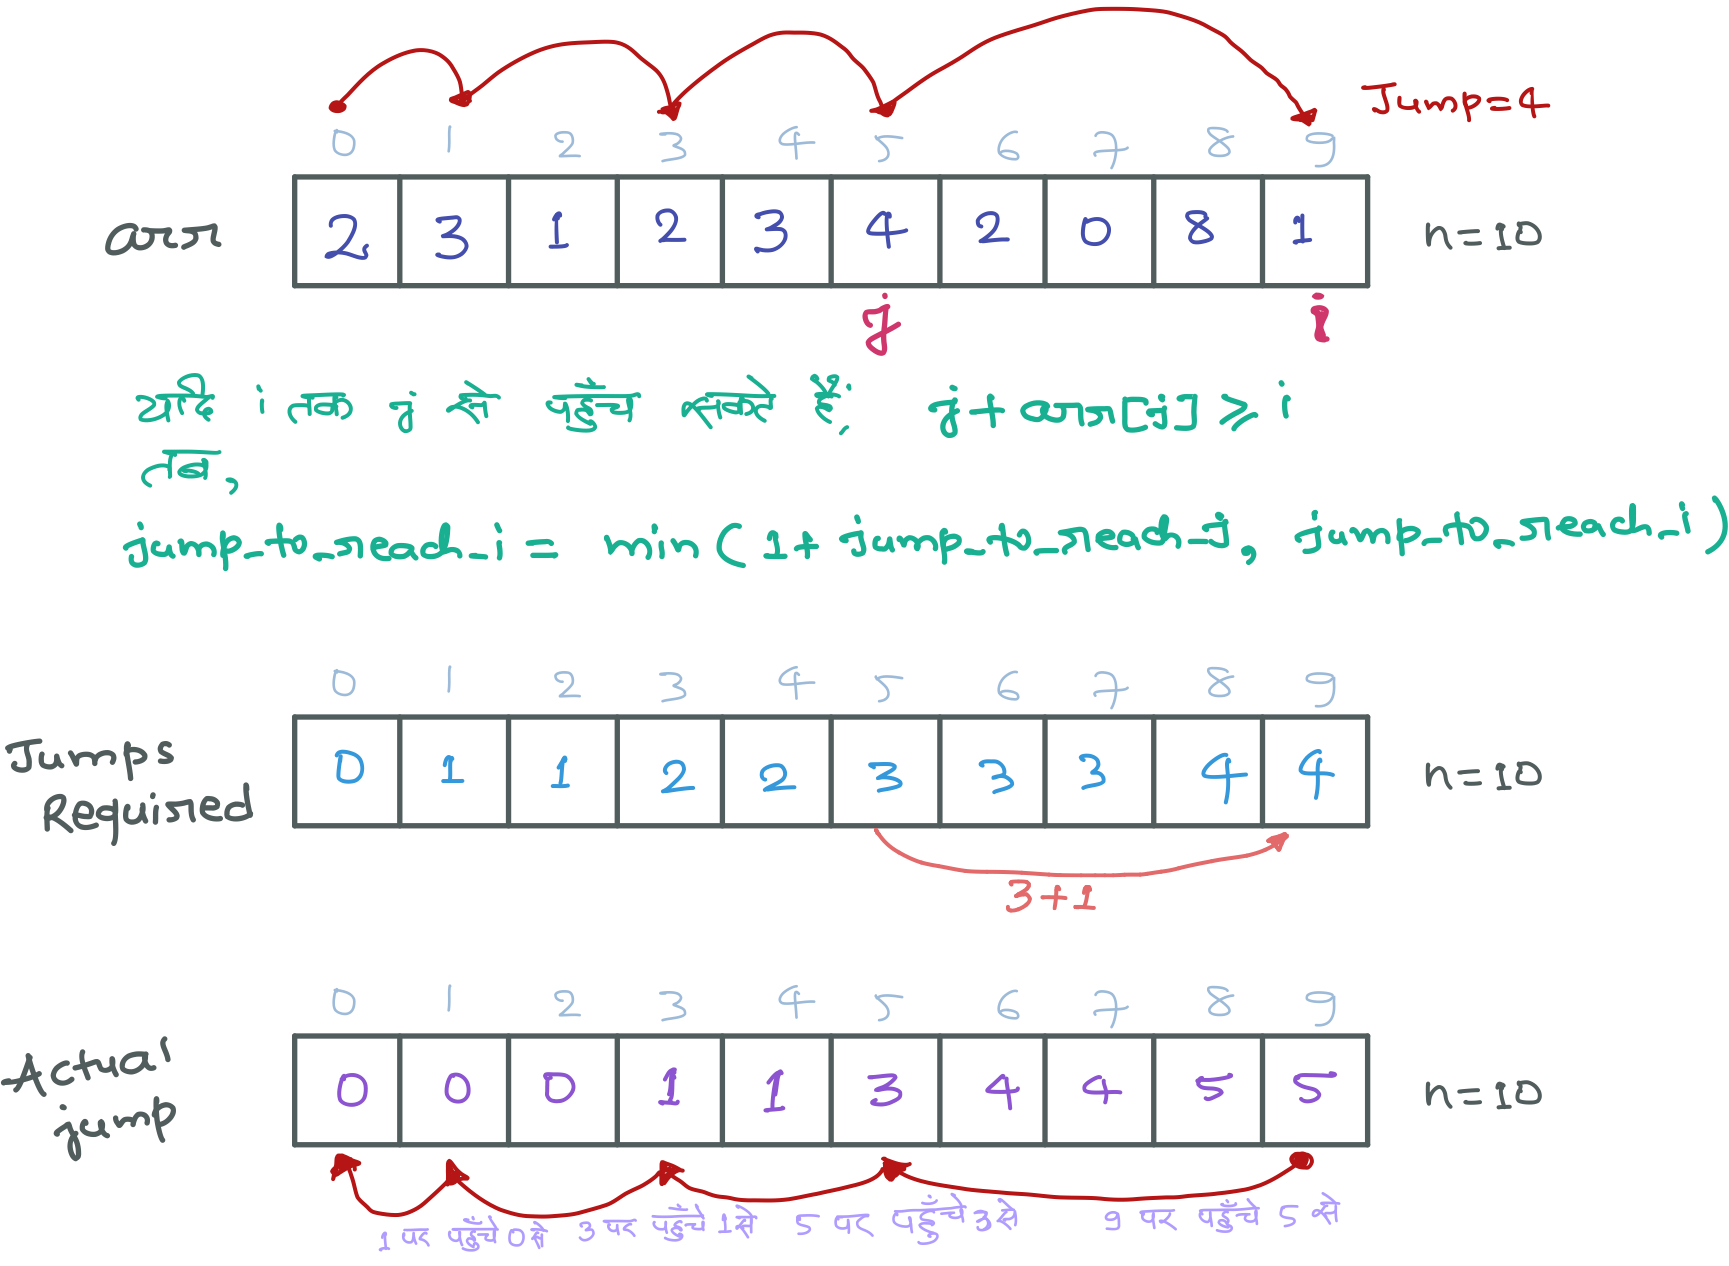 Jump=4
0 1 2 3 4 5 6 7 8 9
arr 2 3 1 2 3 4 2 0 8 1 n=10
j i
यदि i तक j से पहुँच सकते हैं; j+arr[j] ⩾ i
तब,
jump_to_reach_i = min(1+ jump_to_reach_j, jump_to_reach_i)
0 1 2 3 4 5 6 7 8 9
Jumps Required 0 1 1 2 2 3 3 3 4 4 n=10
3+1
0 1 2 3 4 5 6 7 8 9
Actual jump 0 0 0 1 1 3 4 4 5 5 n=10
1 पर पहुँचे 0 से 3 पर पहुँचे 1 से 5 पर पहुँचे 3 से 9 पर पहुँचे 5 से